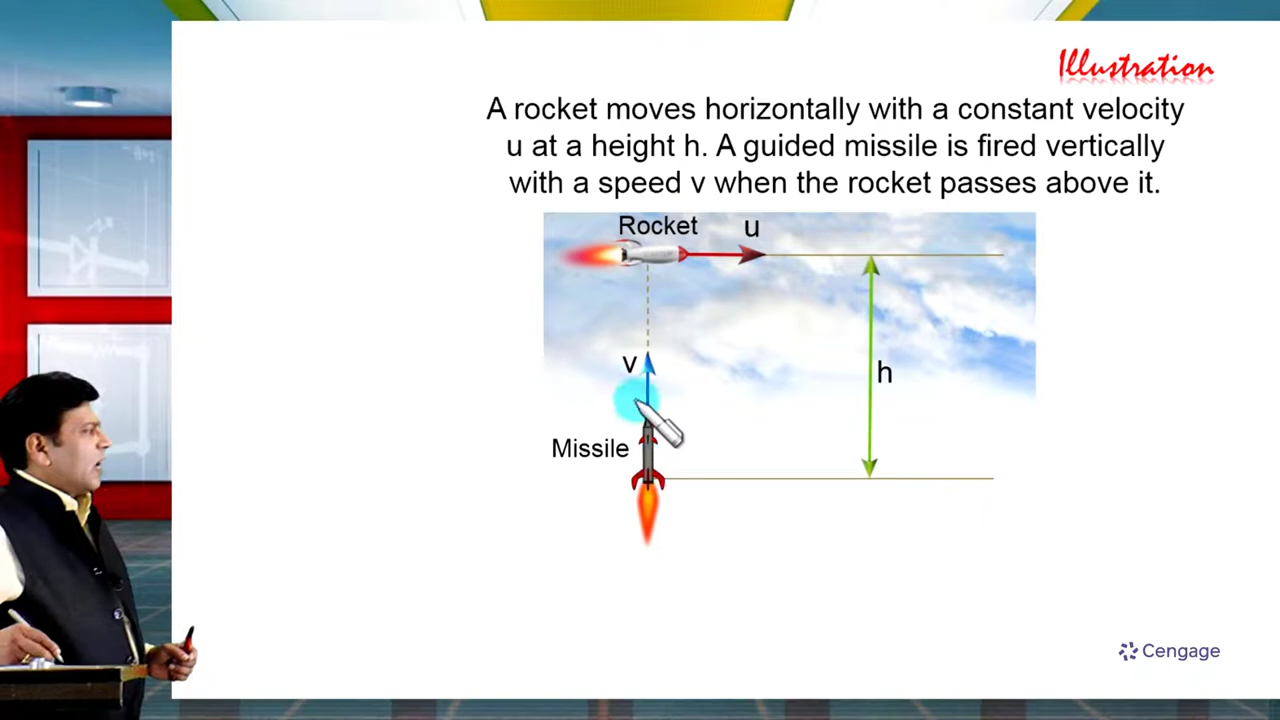 Illustration
A rocket moves horizontally with a constant velocity
u at a height h. A guided missile is fired vertically
with a speed v when the rocket passes above it.
Rocket
u
v
h
Missile
Cengage